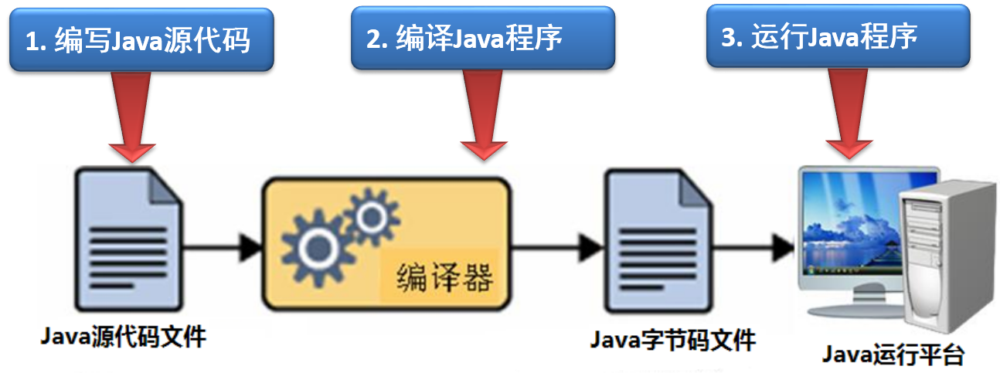 1. 编写Java源代码
2. 编译Java程序
3. 运行Java程序
编译器
Java源代码文件
Java字节码文件
Java运行平台